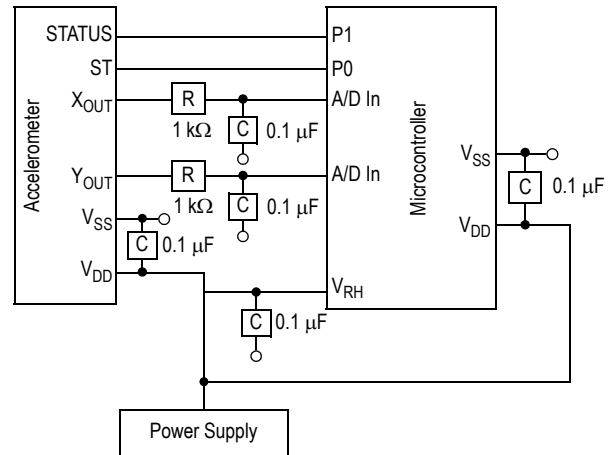 Accelerometer
STATUS
ST
X_OUT
Y_OUT
V_SS
V_DD
R
1 kΩ
C
0.1 μF
R
1 kΩ
C
0.1 μF
C
0.1 μF
C
0.1 μF
P1
P0
A/D In
A/D In
V_RH
Microcontroller
V_SS
V_DD
C
0.1 μF
Power Supply